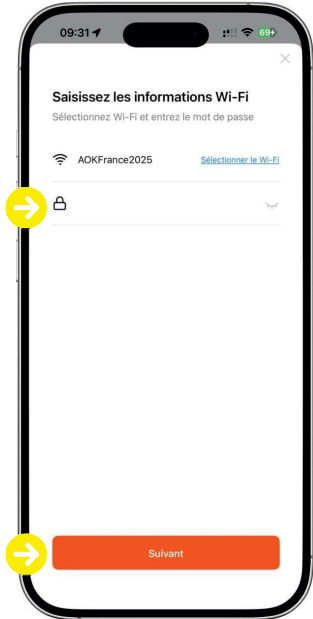 09:31 69
Saisissez les informations Wi-Fi
Sélectionnez Wi-Fi et entrez le mot de passe
AOKFrance2025 Sélectionner le Wi-Fi
Suivant